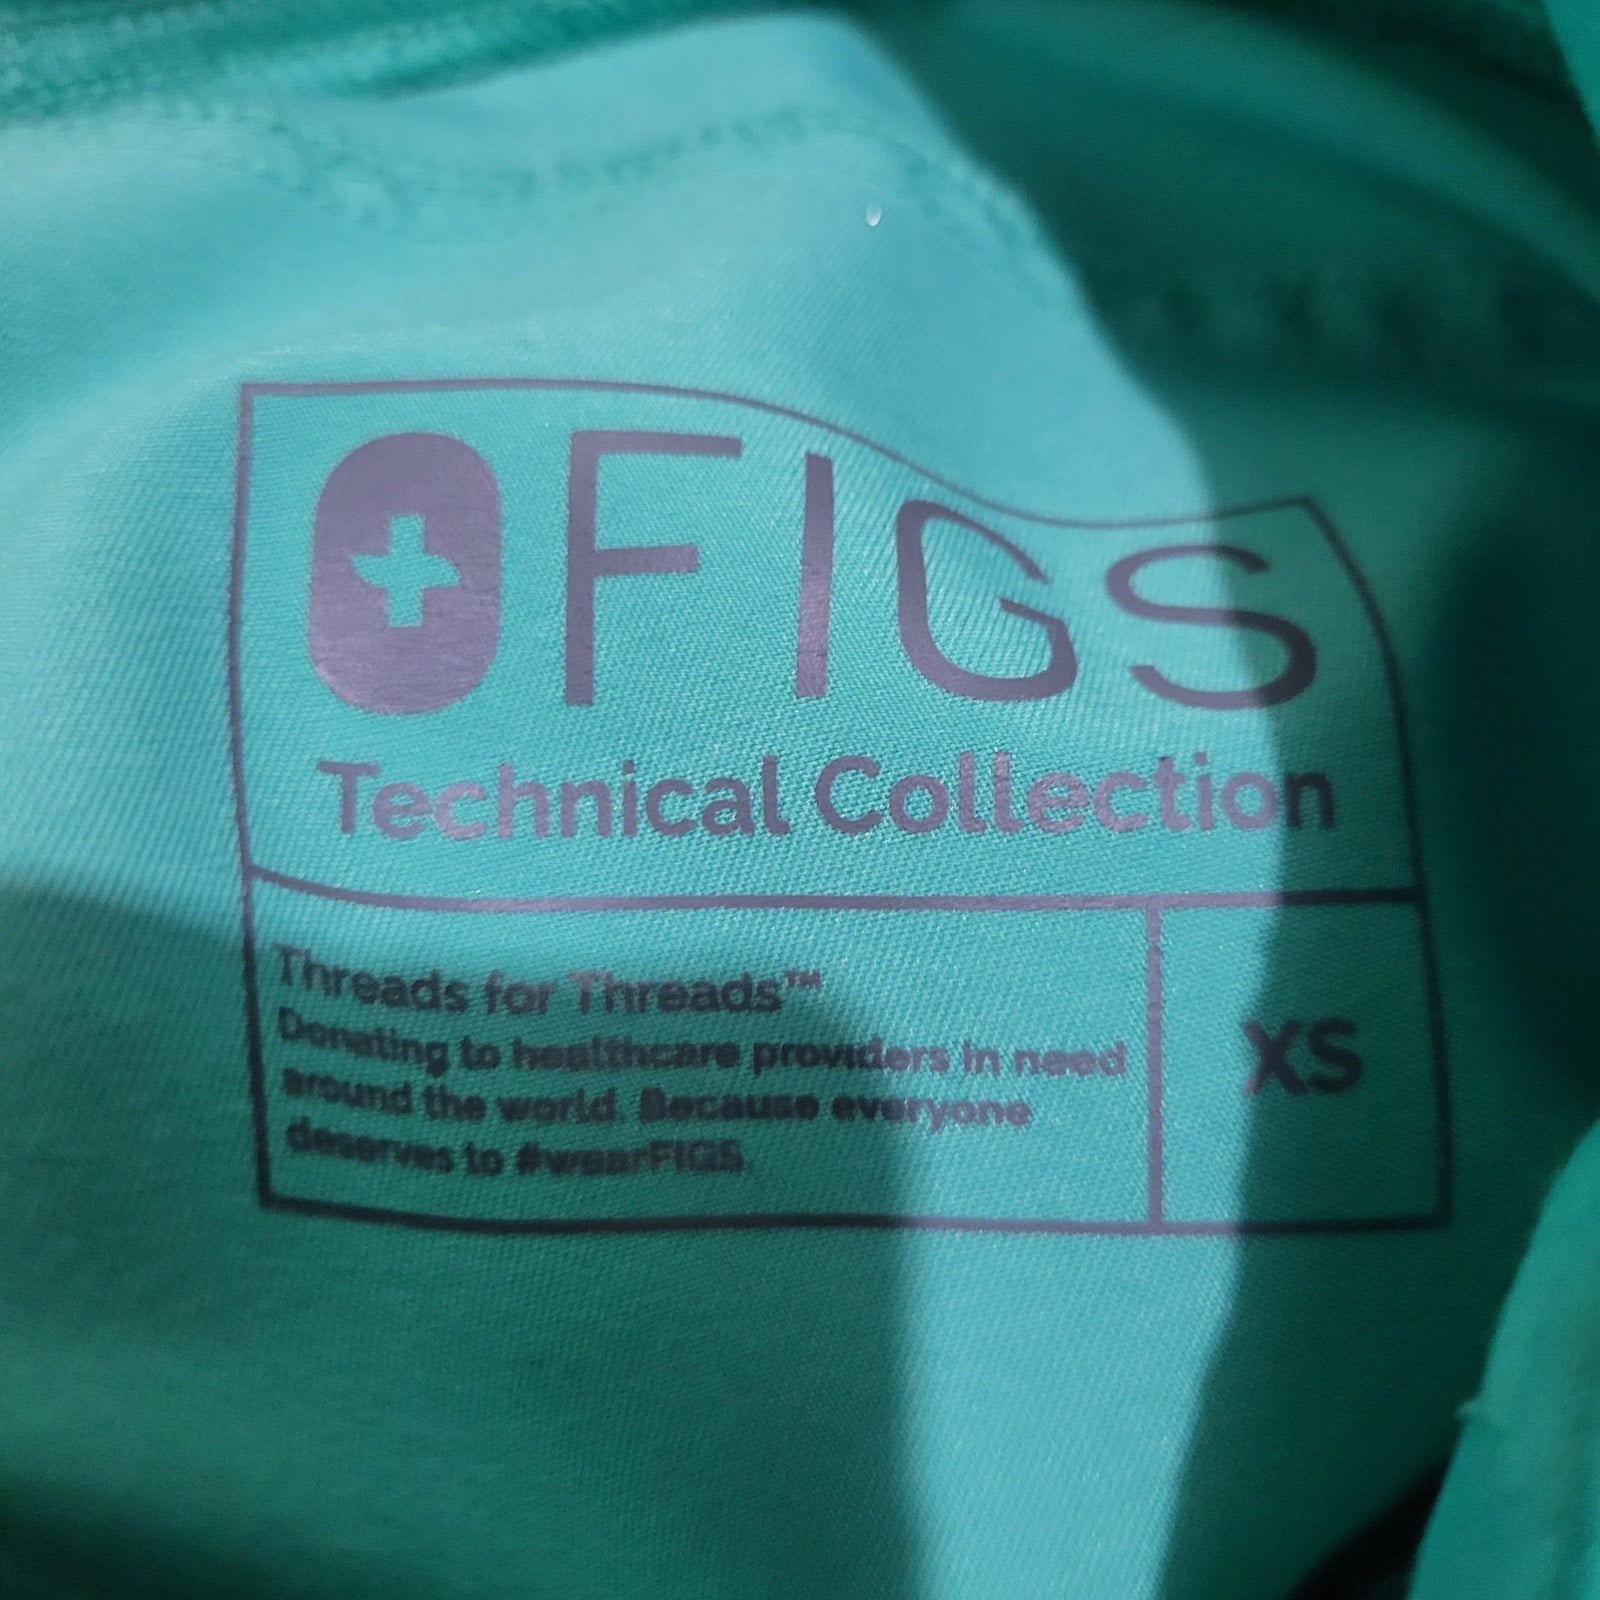 FIGS
Technical Collection
Threads for Threads™
Donating to healthcare providers in need
around the world. Because everyone
deserves to #wearFIGS
XS